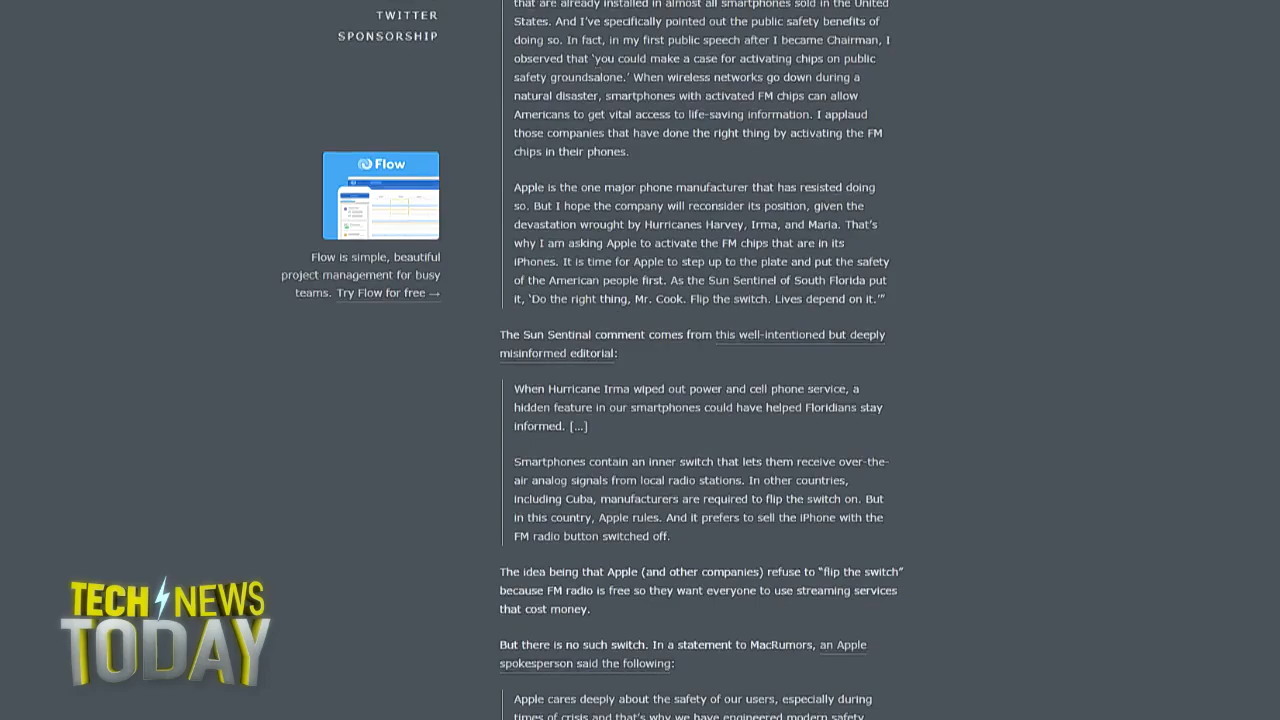 TWITTER
SPONSORSHIP
Flow
Flow is simple, beautiful
project management for busy
teams. Try Flow for free →
that are already installed in almost all smartphones sold in the United
States. And I've specifically pointed out the public safety benefits of
doing so. In fact, in my first public speech after I became Chairman, I
observed that ‘you could make a case for activating chips on public
safety groundsalone.’ When wireless networks go down during a
natural disaster, smartphones with activated FM chips can allow
Americans to get vital access to life-saving information. I applaud
those companies that have done the right thing by activating the FM
chips in their phones.
Apple is the one major phone manufacturer that has resisted doing
so. But I hope the company will reconsider its position, given the
devastation wrought by Hurricanes Harvey, Irma, and Maria. That’s
why I am asking Apple to activate the FM chips that are in its
iPhones. It is time for Apple to step up to the plate and put the safety
of the American people first. As the Sun Sentinel of South Florida put
it, ‘Do the right thing, Mr. Cook. Flip the switch. Lives depend on it.’”
The Sun Sentinal comment comes from this well-intentioned but deeply
misinformed editorial:
When Hurricane Irma wiped out power and cell phone service, a
hidden feature in our smartphones could have helped Floridians stay
informed. [...]
Smartphones contain an inner switch that lets them receive over-the-
air analog signals from local radio stations. In other countries,
including Cuba, manufacturers are required to flip the switch on. But
in this country, Apple rules. And it prefers to sell the iPhone with the
FM radio button switched off.
The idea being that Apple (and other companies) refuse to “flip the switch”
because FM radio is free so they want everyone to use streaming services
that cost money.
But there is no such switch. In a statement to MacRumors, an Apple
spokesperson said the following:
Apple cares deeply about the safety of our users, especially during
times of crisis and that’s why we have engineered modern safety
TECH NEWS
TODAY